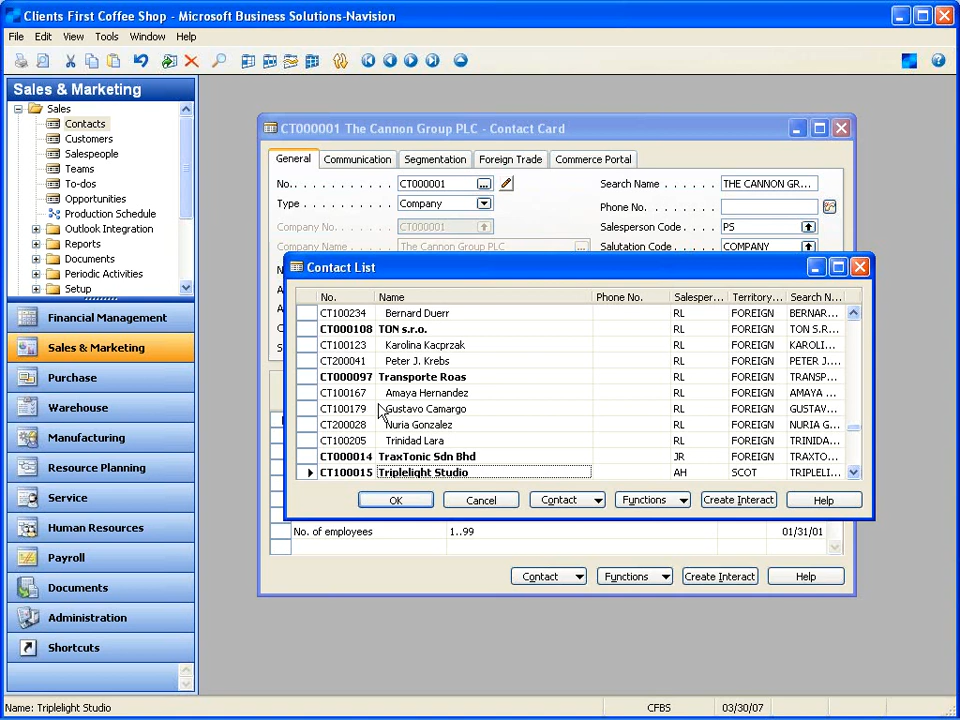 Clients First Coffee Shop - Microsoft Business Solutions-Navision
File Edit View Tools Window Help
Sales & Marketing
Sales
Contacts
Customers
Salespeople
Teams
To-dos
Opportunities
Production Schedule
Outlook Integration
Reports
Documents
Periodic Activities
Setup
Financial Management
Sales & Marketing
Purchase
Warehouse
Manufacturing
Resource Planning
Service
Human Resources
Payroll
Documents
Administration
Shortcuts
CT000001 The Cannon Group PLC - Contact Card
General Communication Segmentation Foreign Trade Commerce Portal
No. . . . . . . . . . . CT000001 ... Search Name . . . . . . THE CANNON GR...
Type . . . . . . . . . . Company Phone No. . . . . . . .
Company No. . . . . . . CT000001 Salesperson Code . . . PS
Company Name . . . . . The Cannon Group PLC ... Salutation Code . . . . COMPANY
Contact List
No. Name Phone No. Salesper... Territory... Search N...
CT100234 Bernard Duerr RL FOREIGN BERNAR...
CT000108 TON s.r.o. RL FOREIGN TON S.R...
CT100123 Karolina Kacprzak RL FOREIGN KAROLI...
CT200041 Peter J. Krebs RL FOREIGN PETER J...
CT000097 Transporte Roas RL FOREIGN TRANSP...
CT100167 Amaya Hernandez RL FOREIGN AMAYA ...
CT100179 Gustavo Camargo RL FOREIGN GUSTAV...
CT200028 Nuria Gonzalez RL FOREIGN NURIA G...
CT100205 Trinidad Lara RL FOREIGN TRINIDA...
CT000014 TraxTonic Sdn Bhd JR FOREIGN TRAXTO...
CT100015 Triplelight Studio AH SCOT TRIPLELI...
OK Cancel Contact Functions Create Interact Help
No. of employees 1..99 01/31/01
Contact Functions Create Interact Help
Name: Triplelight Studio CFBS 03/30/07